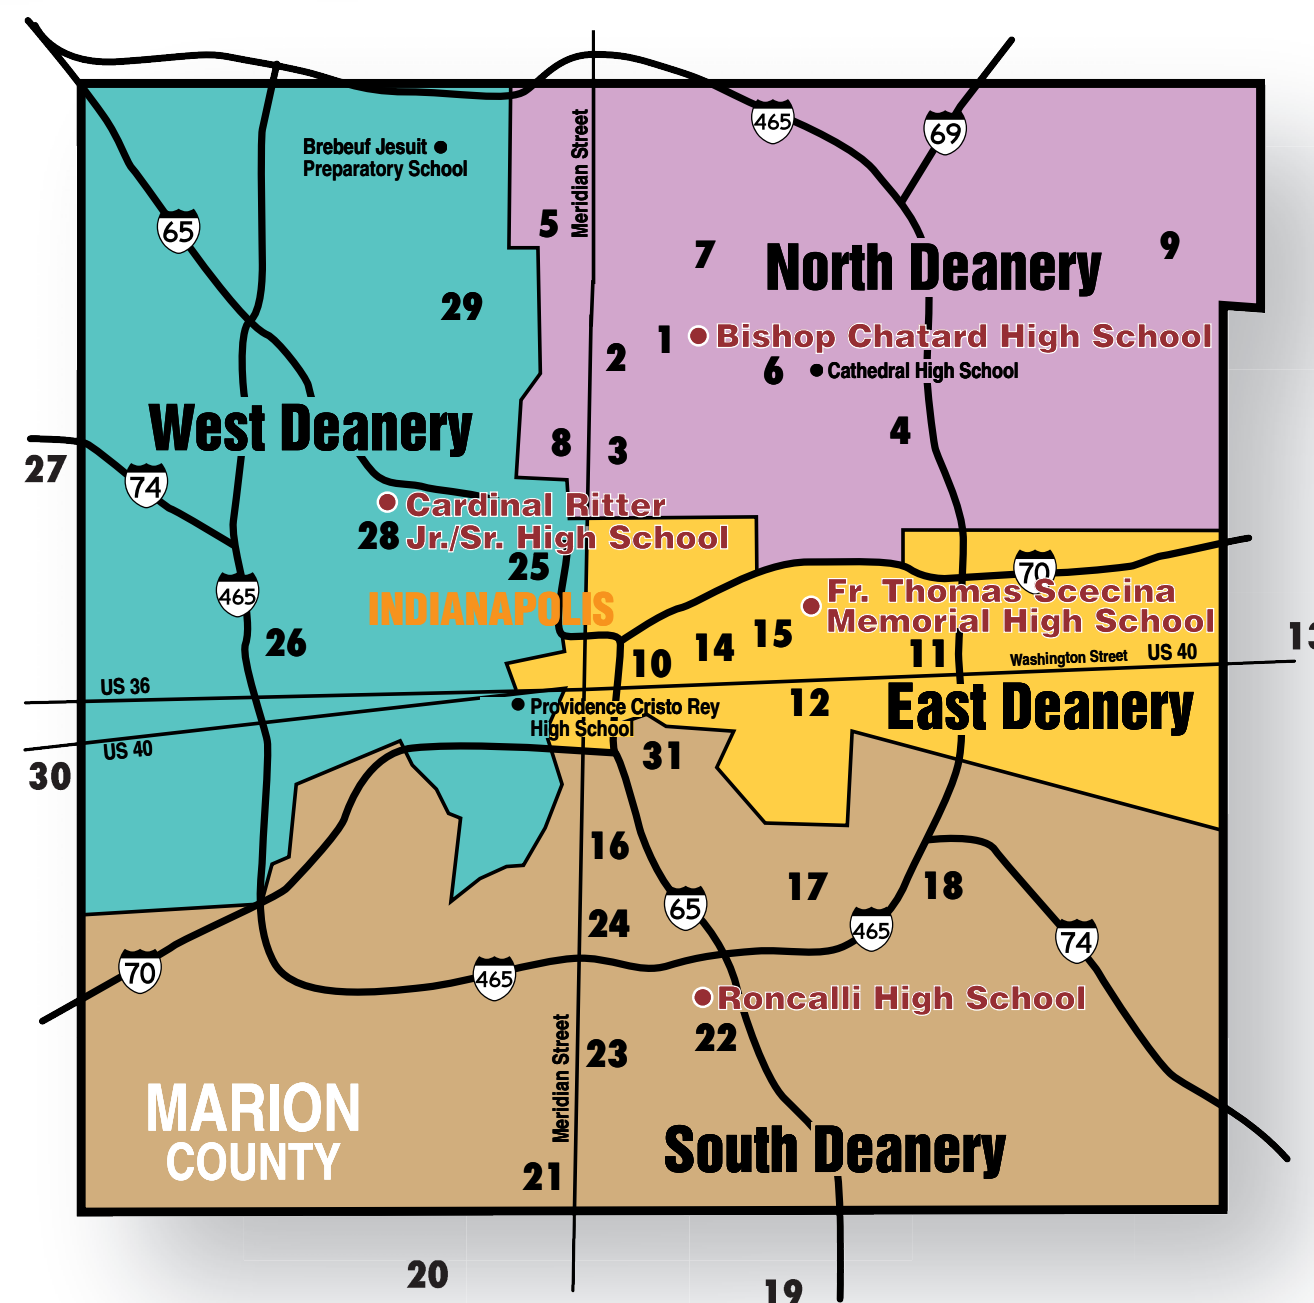 465
69
Brebeuf Jesuit
Preparatory School
Meridian Street
65
5
7
North Deanery
9
29
1
Bishop Chatard High School
2
6
Cathedral High School
West Deanery
8
3
4
27
74
Cardinal Ritter
28 Jr./Sr. High School
25
70
465
INDIANAPOLIS
Fr. Thomas Scecina
Memorial High School
26
10
14
15
11
Washington Street
US 40
US 36
Providence Cristo Rey
High School
12
East Deanery
US 40
30
31
16
17
18
24
65
465
74
70
465
Roncalli High School
Meridian Street
23
22
MARION
COUNTY
South Deanery
21
20
19